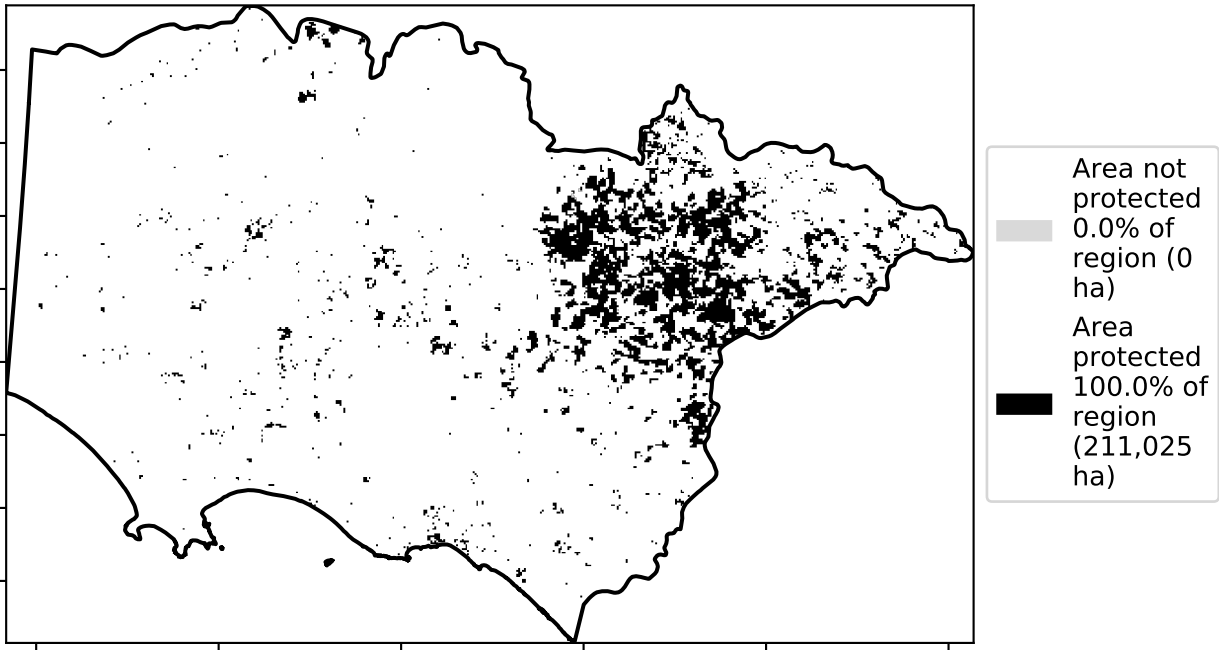 Area not
protected
0.0% of
region (0
ha)
Area
protected
100.0% of
region
(211,025
ha)